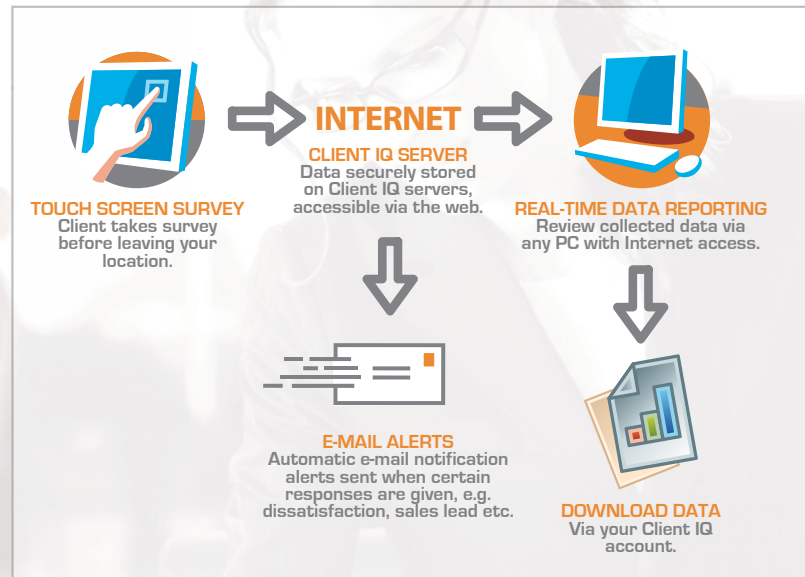 TOUCH SCREEN SURVEY
Client takes survey
before leaving your
location.
INTERNET
CLIENT IQ SERVER
Data securely stored
on Client IQ servers,
accessible via the web.
REAL-TIME DATA REPORTING
Review collected data via
any PC with Internet access.
E-MAIL ALERTS
Automatic e-mail notification
alerts sent when certain
responses are given, e.g.
dissatisfaction, sales lead etc.
DOWNLOAD DATA
Via your Client IQ
account.